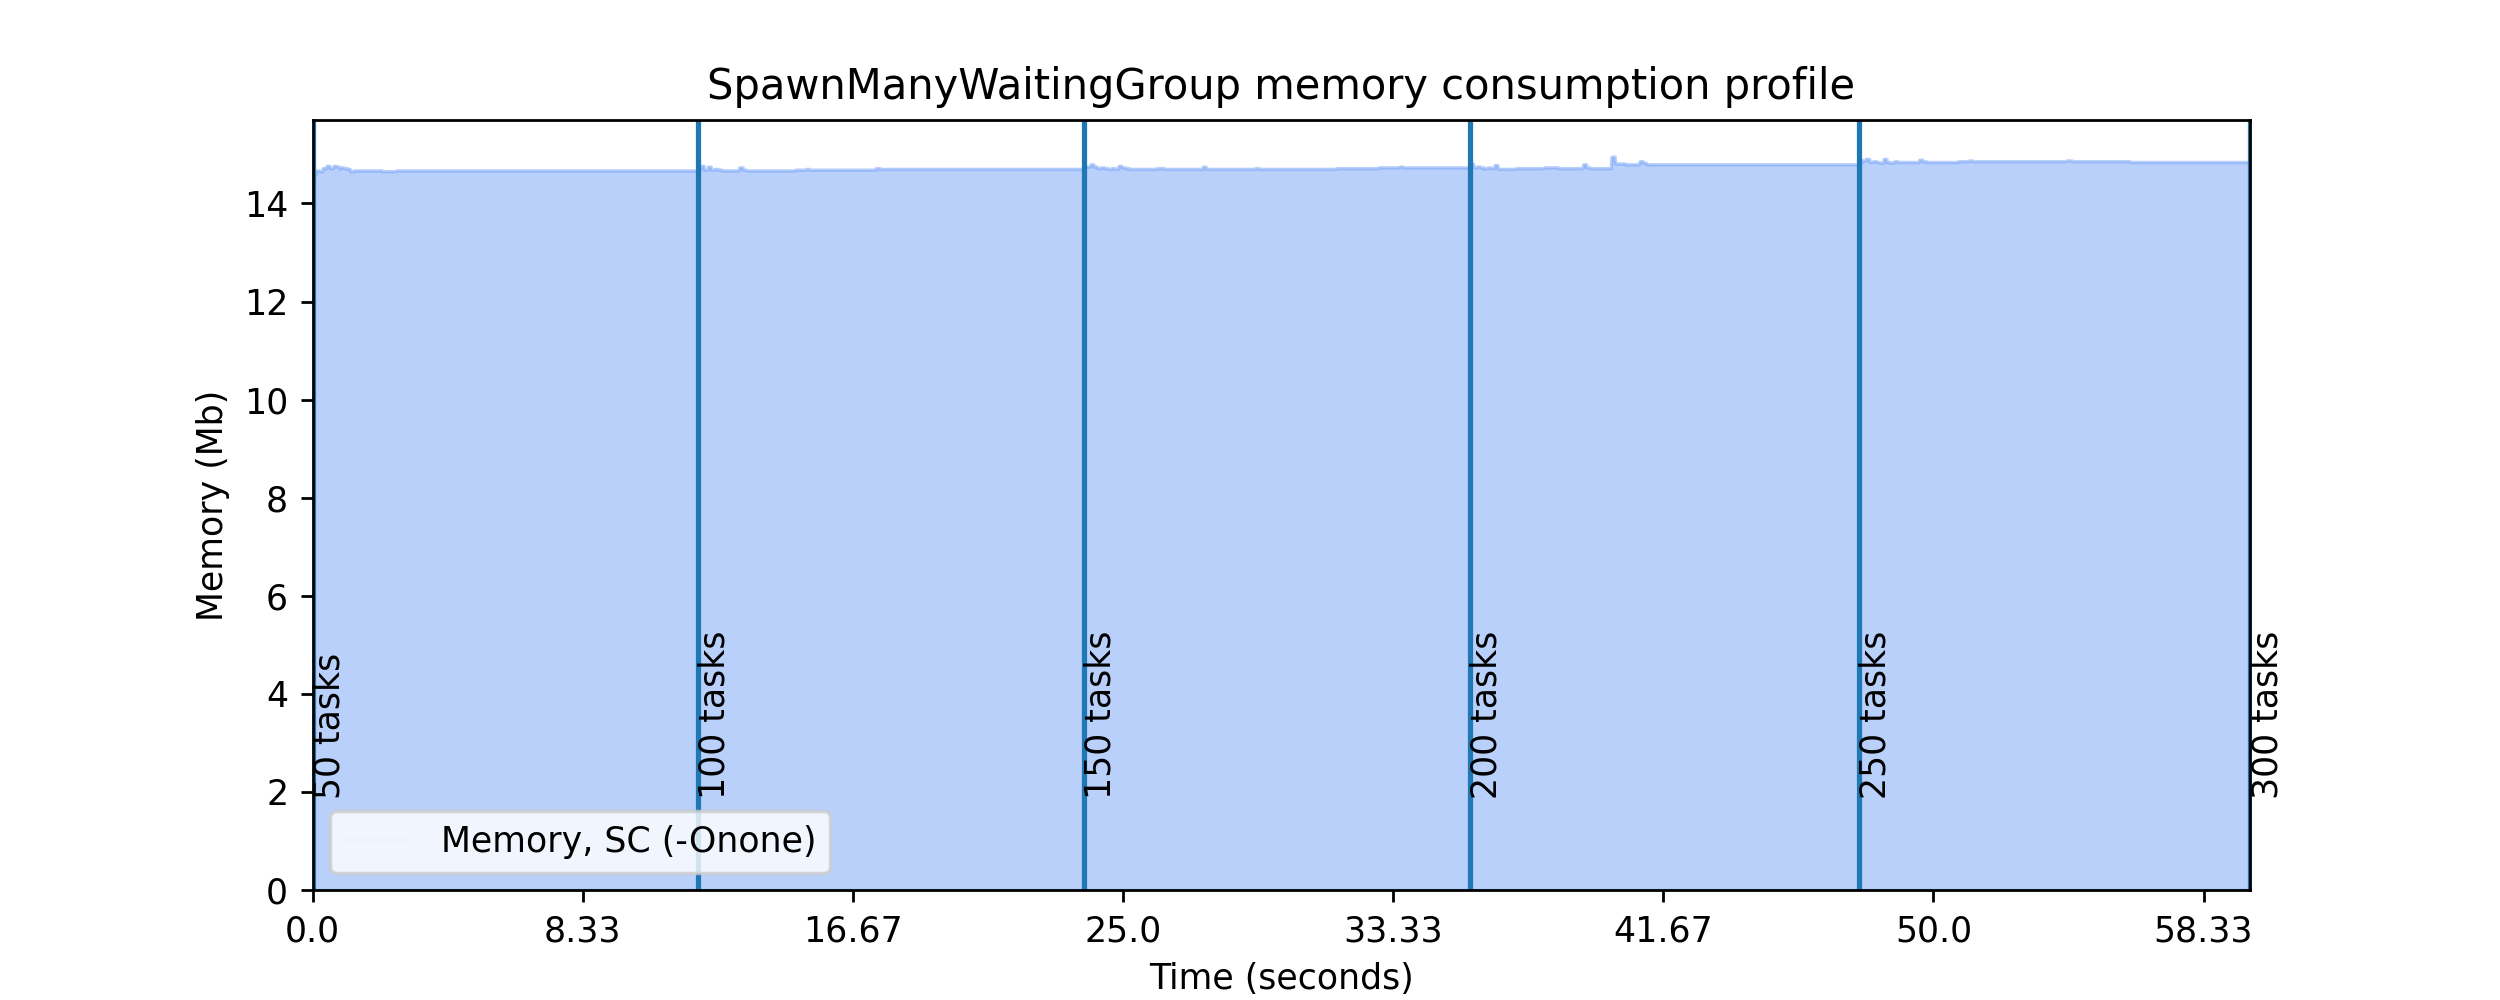 SpawnManyWaitingGroup memory consumption profile
Memory (Mb)
14
12
10
8
6
4
2
0
50 tasks
100 tasks
150 tasks
200 tasks
250 tasks
300 tasks
Memory, SC (-Onone)
0.0 8.33 16.67 25.0 33.33 41.67 50.0 58.33
Time (seconds)